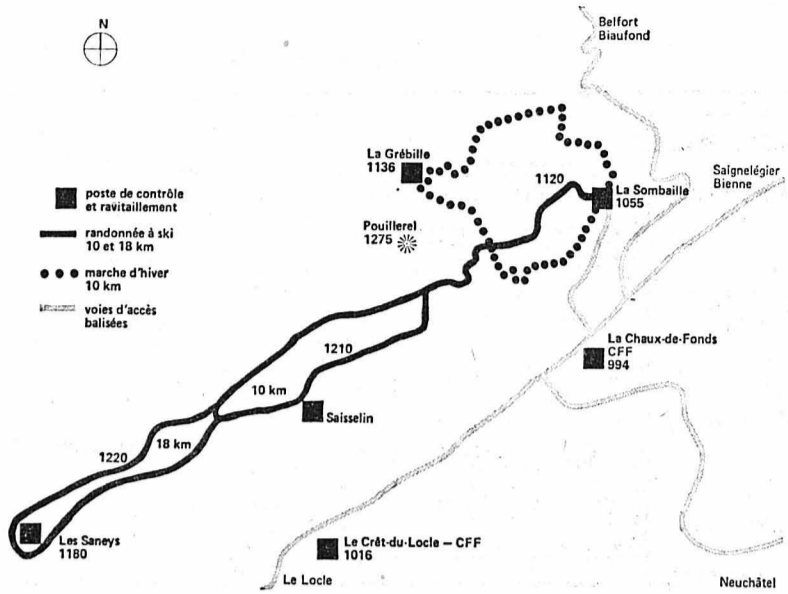 N
Belfort
Biaufond
La Grébille
1136
1120
Saignelégier
Bienne
La Sombaille
1055
poste de contrôle
et ravitaillement
randonnée à ski
10 et 18 km
marche d'hiver
10 km
voies d'accès
balisées
Pouillerel
1275
1210
10 km
La Chaux-de-Fonds
CFF
994
Saisselin
18 km
1220
Les Saneys
1180
Le Crêt-du-Locle – CFF
1016
Le Locle
Neuchâtel